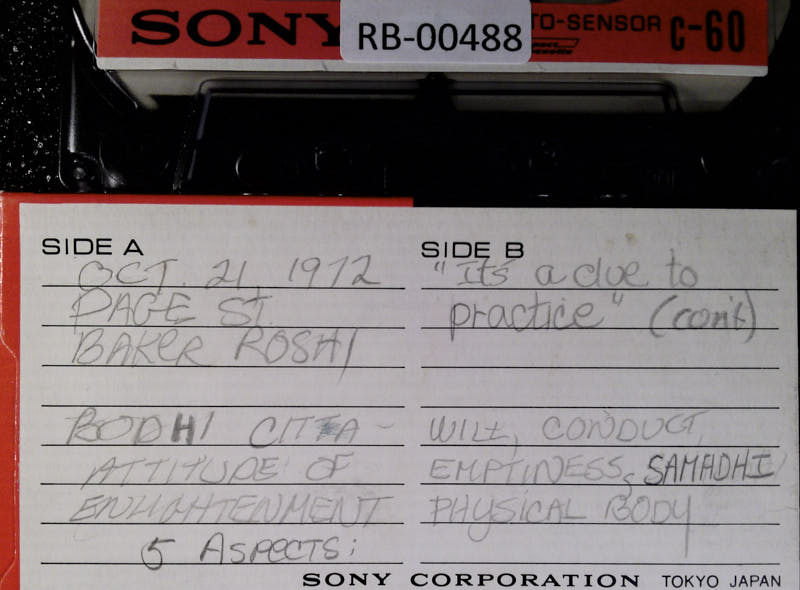 SONY
RB-00488
TO-SENSOR C-60
SIDE A
OCT. 21, 1972
PAGE ST.
BAKER ROSHI
BODHI CITTA -
ATTITUDE OF
ENLIGHTENMENT
5 ASPECTS:
SIDE B
"It's a clue to
practice" (con't)
WILL, CONDUCT,
EMPTINESS, SAMADHI
PHYSICAL BODY
SONY CORPORATION TOKYO JAPAN